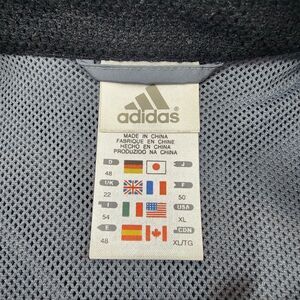 adidas®
MADE IN CHINA
FABRIQUE EN CHINE
HECHO EN CHINA
PRODUZIDO NA CHINA
D J
48
UK F
22 50
I USA
54 XL
E CDN
48 XL/TG